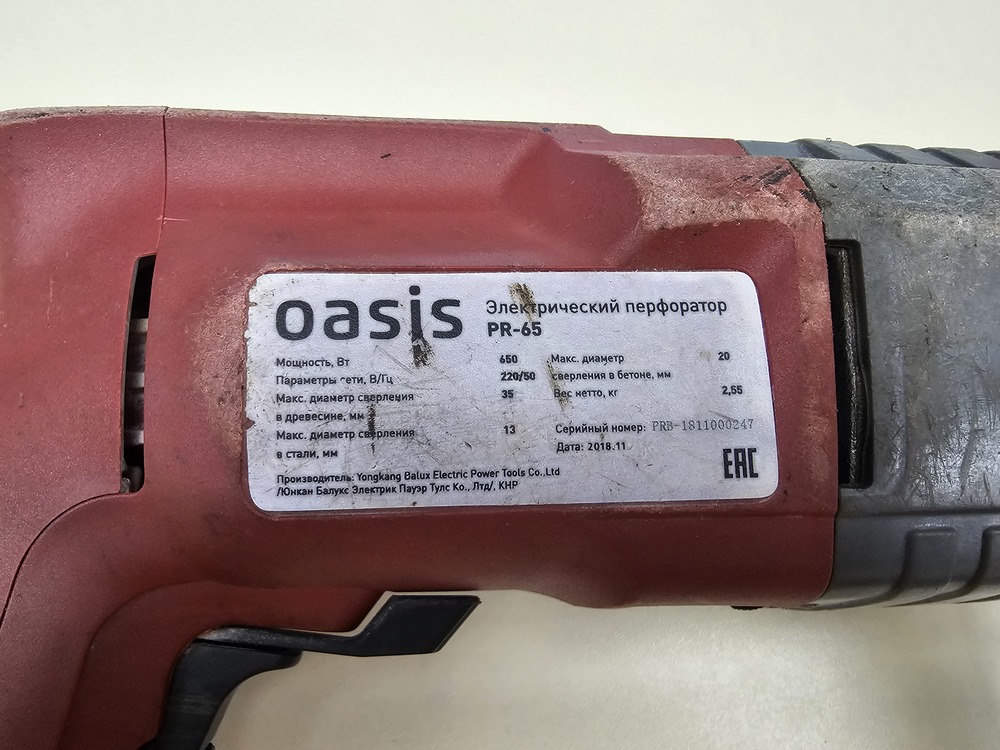 oasis
Электрический перфоратор
PR-65
Мощность, Вт 650
Параметры сети, В/Гц 220/50
Макс. диаметр сверления
в древесине, мм 35
Макс. диаметр сверления
в стали, мм 13
Макс. диаметр
сверления в бетоне, мм 20
Вес нетто, кг 2,55
Серийный номер: PRB-1811000247
Дата: 2018.11
EAC
Производитель: Yongkang Balux Electric Power Tools Co.,Ltd
/Юнкан Балукс Электрик Пауэр Тулс Ко., Лтд/, КНР